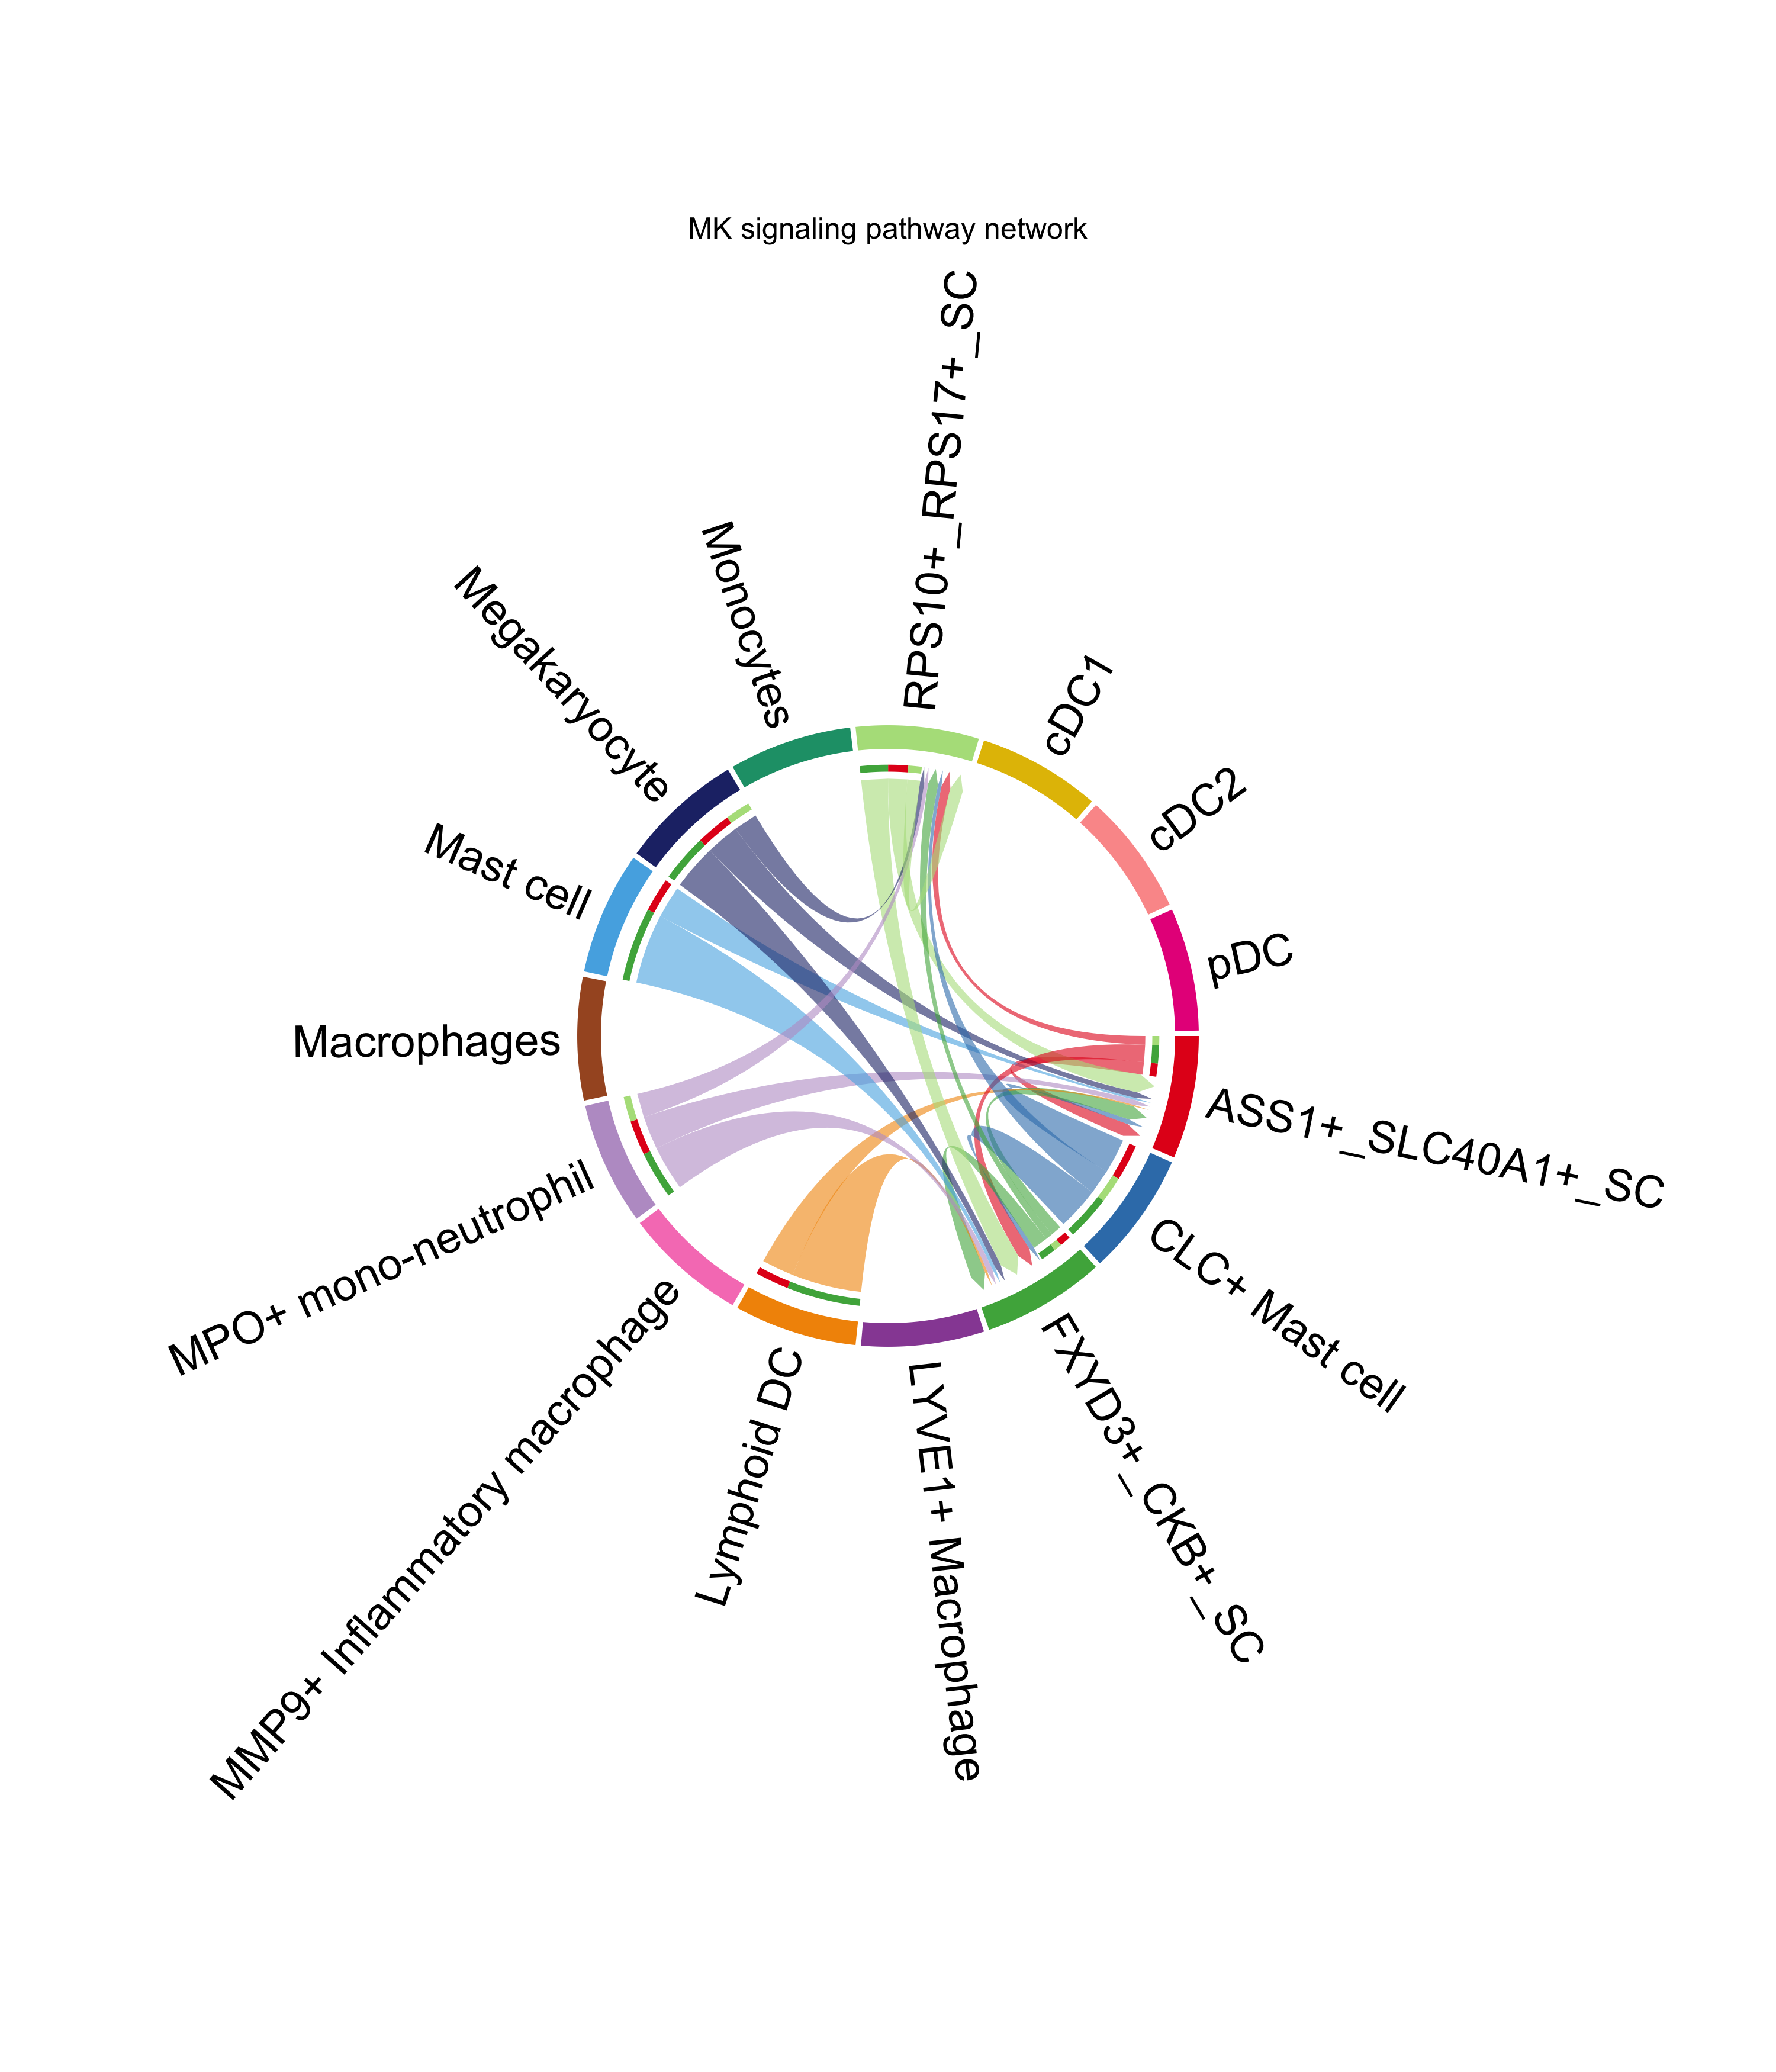 MK signaling pathway network
RPS10+_RPS17+_SC
cDC1
cDC2
pDC
ASS1+_SLC40A1+_SC
CLC+ Mast cell
FXYD3+_CKB+_SC
LYVE1+ Macrophage
Lymphoid DC
MMP9+ Inflammatory macrophage
MPO+ mono-neutrophil
Macrophages
Mast cell
Megakaryocyte
Monocytes